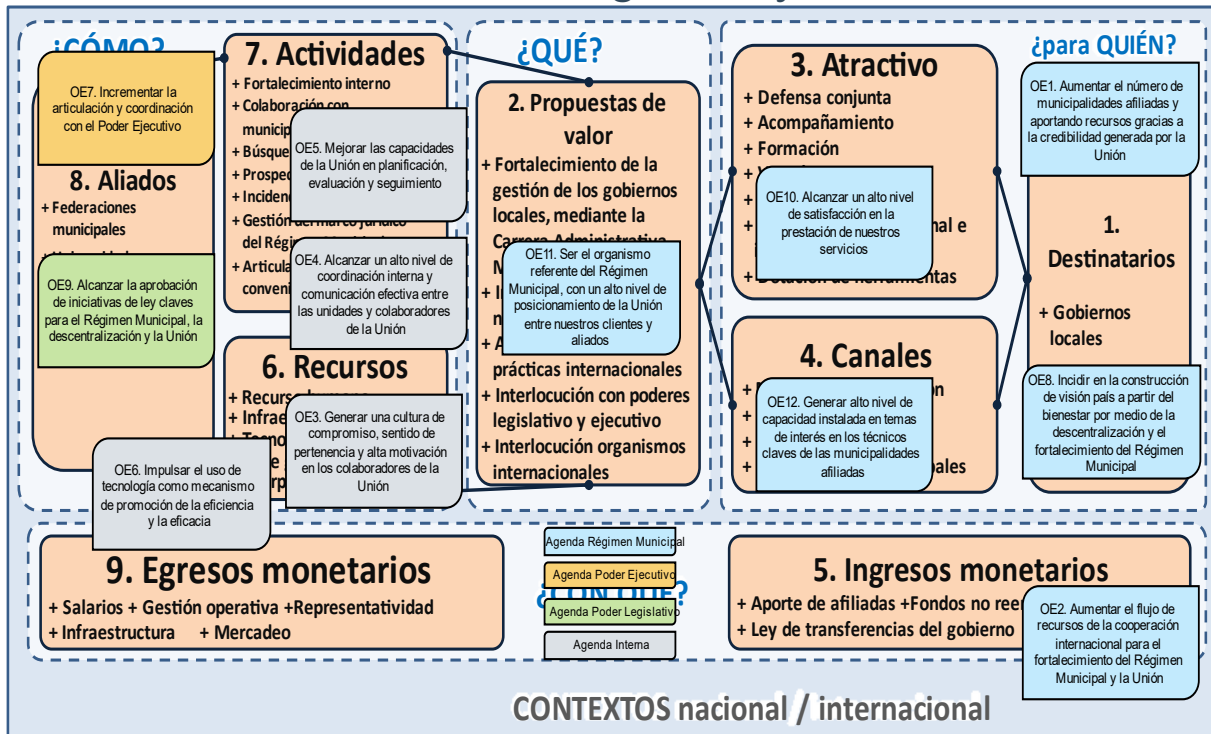 ¿CÓMO?
OE7. Incrementar la
articulación y coordinación
con el Poder Ejecutivo
8. Aliados
+ Federaciones
municipales
OE9. Alcanzar la aprobación
de iniciativas de ley claves
para el Régimen Municipal, la
descentralización y la Unión
7. Actividades
+ Fortalecimiento interno
+ Colaboración con
OE5. Mejorar las capacidades
de la Unión en planificación,
evaluación y seguimiento
+ Gestión del marco jurídico
OE4. Alcanzar un alto nivel de
coordinación interna y
comunicación efectiva entre
las unidades y colaboradores
de la Unión
6. Recursos
OE3. Generar una cultura de
compromiso, sentido de
pertenencia y alta motivación
en los colaboradores de la
Unión
OE6. Impulsar el uso de
tecnología como mecanismo
de promoción de la eficiencia
y la eficacia
¿QUÉ?
2. Propuestas de
valor
+ Fortalecimiento de la
gestión de los gobiernos
locales, mediante la
Carrera Administrativa
OE11. Ser el organismo
referente del Régimen
Municipal, con un alto nivel de
posicionamiento de la Unión
entre nuestros clientes y
aliados
prácticas internacionales
+ Interlocución con poderes
legislativo y ejecutivo
+ Interlocución organismos
internacionales
3. Atractivo
+ Defensa conjunta
+ Acompañamiento
+ Formación
OE10. Alcanzar un alto nivel
de satisfacción en la
prestación de nuestros
servicios
+ Dotación de herramientas
4. Canales
OE12. Generar alto nivel de
capacidad instalada en temas
de interés en los técnicos
claves de las municipalidades
afiliadas
¿para QUIÉN?
OE1. Aumentar el número de
municipalidades afiliadas y
aportando recursos gracias a
la credibilidad generada por la
Unión
1.
Destinatarios
+ Gobiernos
locales
OE8. Incidir en la construcción
de visión país a partir del
bienestar por medio de la
descentralización y el
fortalecimiento del Régimen
Municipal
9. Egresos monetarios
+ Salarios + Gestión operativa +Representatividad
+ Infraestructura + Mercadeo
¿CON QUÉ?
Agenda Régimen Municipal
Agenda Poder Ejecutivo
Agenda Poder Legislativo
Agenda Interna
5. Ingresos monetarios
+ Aporte de afiliadas +Fondos no
+ Ley de transferencias del gobierno
OE2. Aumentar el flujo de
recursos de la cooperación
internacional para el
fortalecimiento del Régimen
Municipal y la Unión
CONTEXTOS nacional / internacional